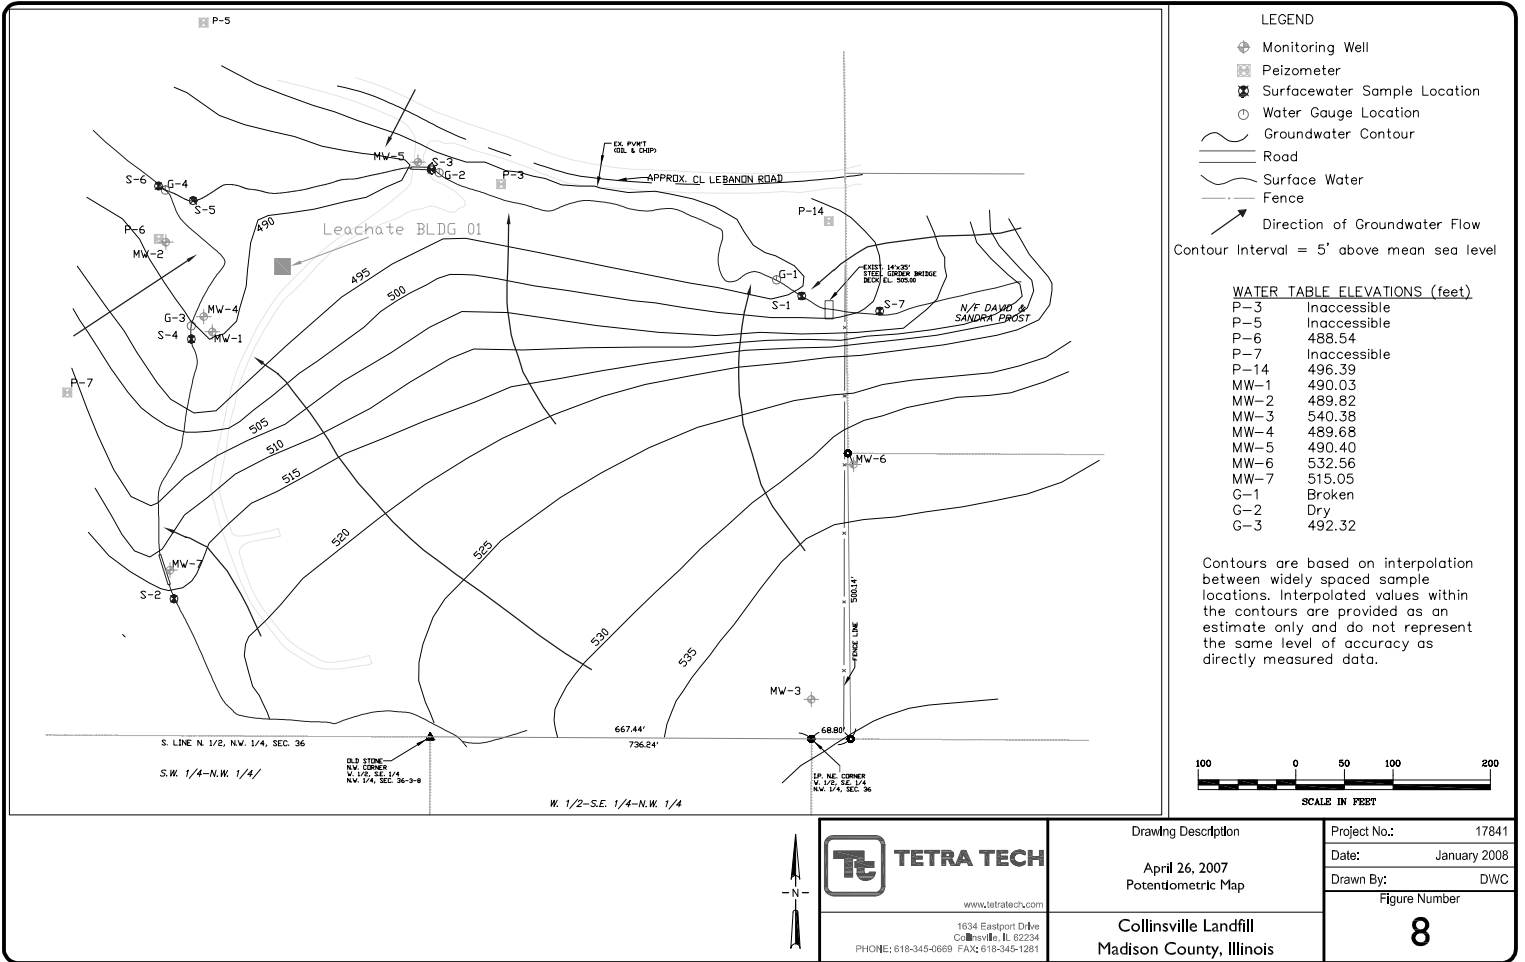 P-5
EX. PVM'T
(OIL & CHIP)
MW-5
S-3
G-2
P-3
APPROX. CL LEBANON ROAD
S-6
G-4
S-5
P-14
490
Leachate BLDG 01
P-6
MW-2
495
500
G-1
EXIST. 14'x35'
STEEL GIRDER BRIDGE
DECK EL. 505.00
S-1
S-7
N/F DAVID &
SANDRA PROST
MW-4
G-3
S-4
MW-1
P-7
505
510
515
MW-6
520
525
MW-7
S-2
500.14'
FENCE LINE
530
535
MW-3
667.44'
68.80'
736.24'
S. LINE N. 1/2, N.W. 1/4, SEC. 36
S.W. 1/4-N.W. 1/4/
OLD STONE
N.W. CORNER
W. 1/2, S.E. 1/4
N.W. 1/4, SEC. 36-3-8
I.P. N.E. CORNER
W. 1/2, S.E. 1/4
N.W. 1/4, SEC. 36
W. 1/2-S.E. 1/4-N.W. 1/4
LEGEND
Monitoring Well
Peizometer
Surfacewater Sample Location
Water Gauge Location
Groundwater Contour
Road
Surface Water
Fence
Direction of Groundwater Flow
Contour Interval = 5' above mean sea level
WATER TABLE ELEVATIONS (feet)
P-3 Inaccessible
P-5 Inaccessible
P-6 488.54
P-7 Inaccessible
P-14 496.39
MW-1 490.03
MW-2 489.82
MW-3 540.38
MW-4 489.68
MW-5 490.40
MW-6 532.56
MW-7 515.05
G-1 Broken
G-2 Dry
G-3 492.32
Contours are based on interpolation
between widely spaced sample
locations. Interpolated values within
the contours are provided as an
estimate only and do not represent
the same level of accuracy as
directly measured data.
100 0 50 100 200
SCALE IN FEET
N
Tt TETRA TECH
www.tetratech.com
1634 Eastport Drive
Collinsville, IL 62234
PHONE: 618-345-0669 FAX: 618-345-1281
Drawing Description
April 26, 2007
Potentiometric Map
Collinsville Landfill
Madison County, Illinois
Project No.: 17841
Date: January 2008
Drawn By: DWC
Figure Number
8